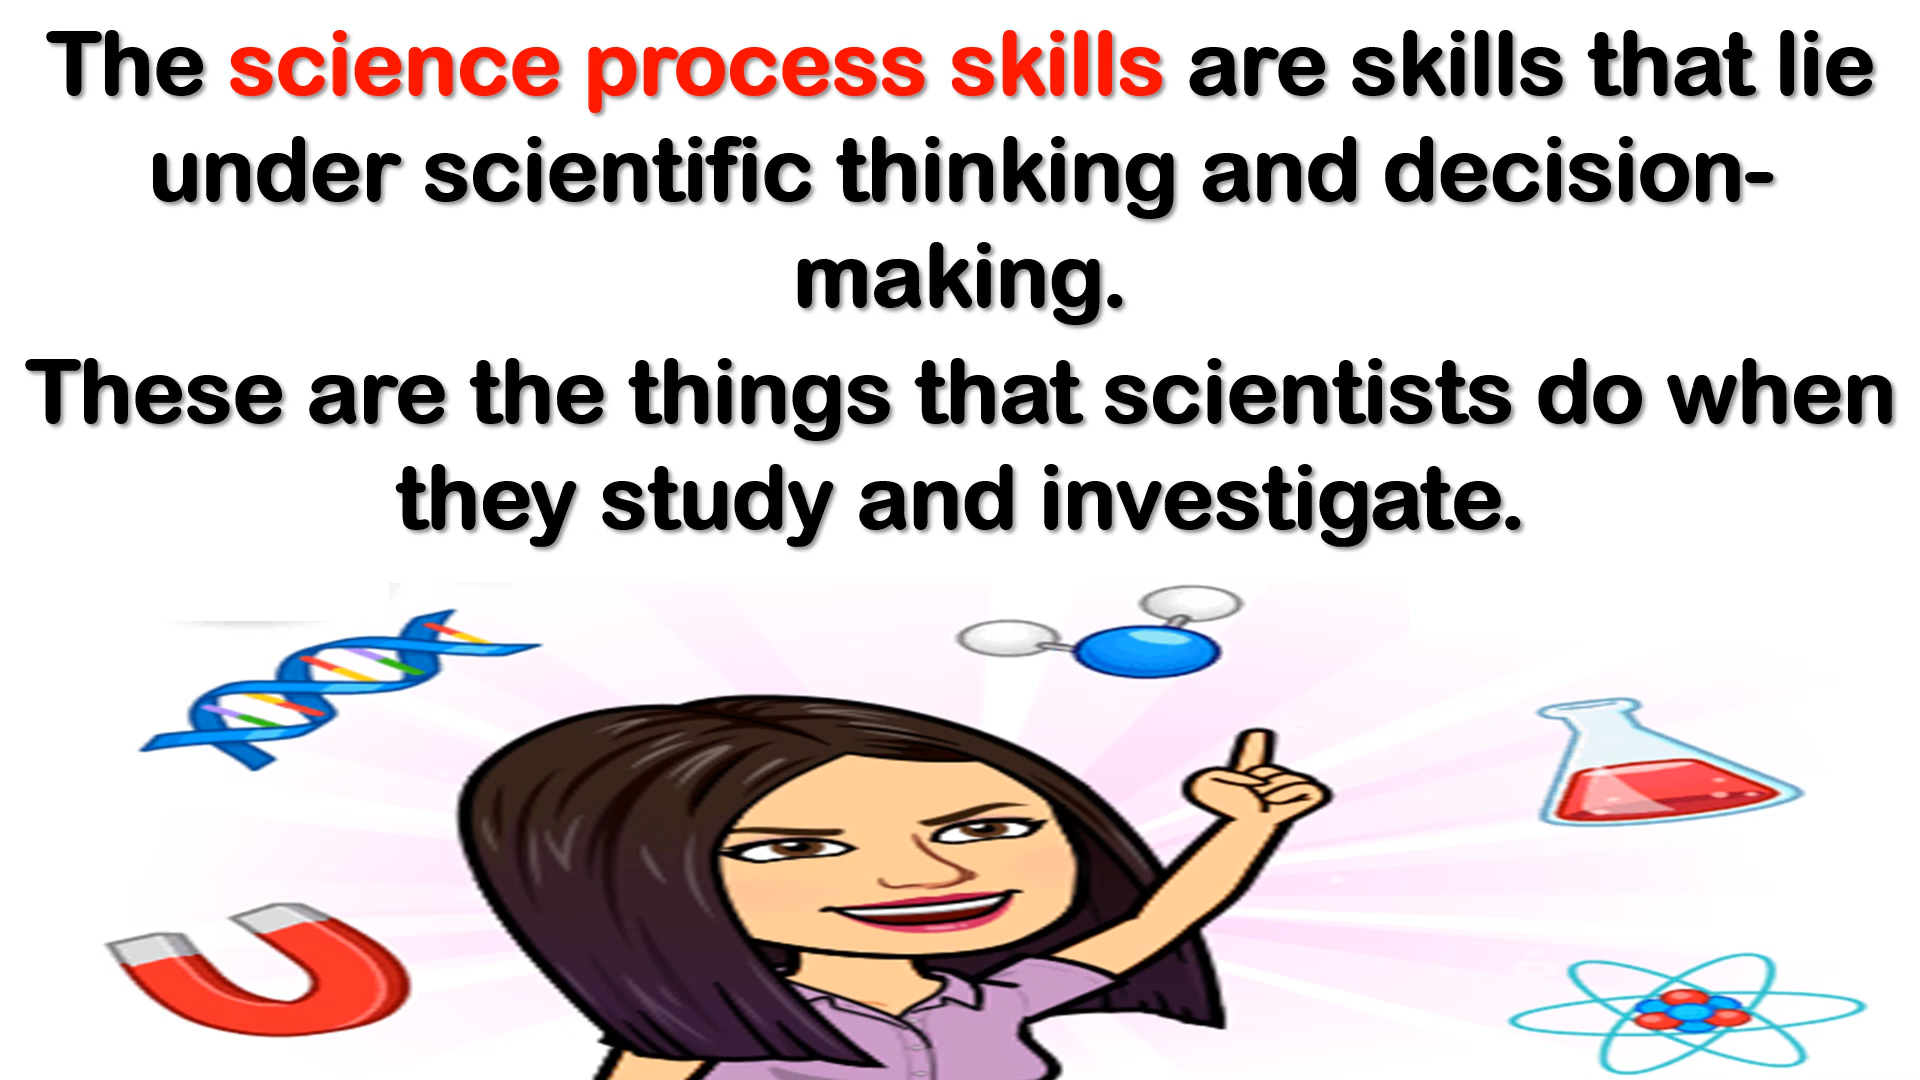 The science process skills are skills that lie
under scientific thinking and decision-
making.
These are the things that scientists do when
they study and investigate.